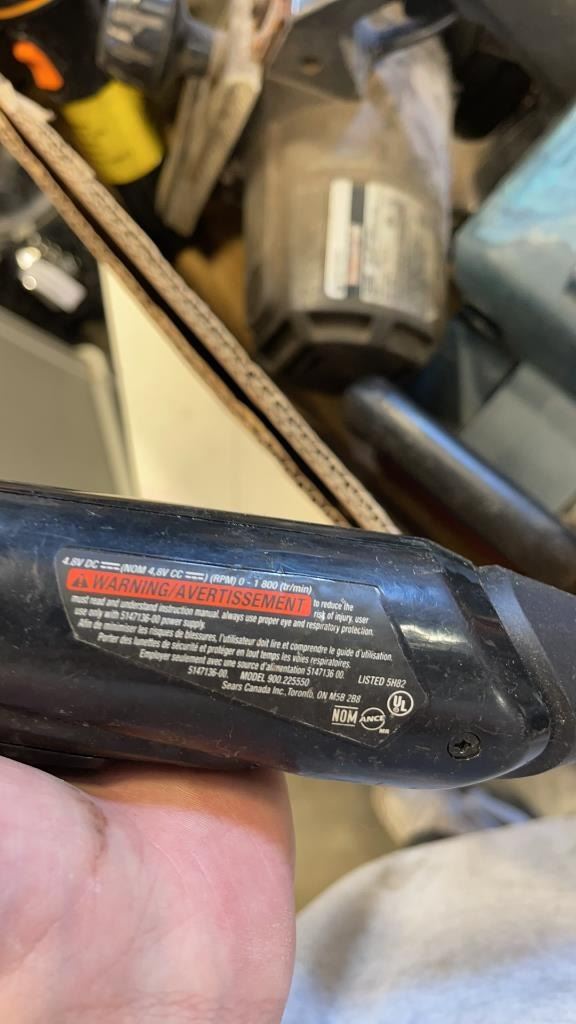 4.8V DC (NOM 4.8V CC ) (RPM) 0 - 1 800 (tr/min)
WARNING/AVERTISSEMENT to reduce the
risk of injury, user
must read and understand instruction manual. always use proper eye and respiratory protection.
use only with 5147136-00 power supply.
Afin de minimiser les risques de blessures, l'utilisateur doit lire et comprendre le guide d'utilisation.
Porter des bandes de sécurité et protéger en tout temps les voies respiratoires.
Employer seulement avec une source d'alimentation 5147136 00.
5147136-00. MODEL 900.225550 LISTED 5H82
Sears Canada Inc., Toronto, ON M5B 2B8
UL
NOM ANCE
MR